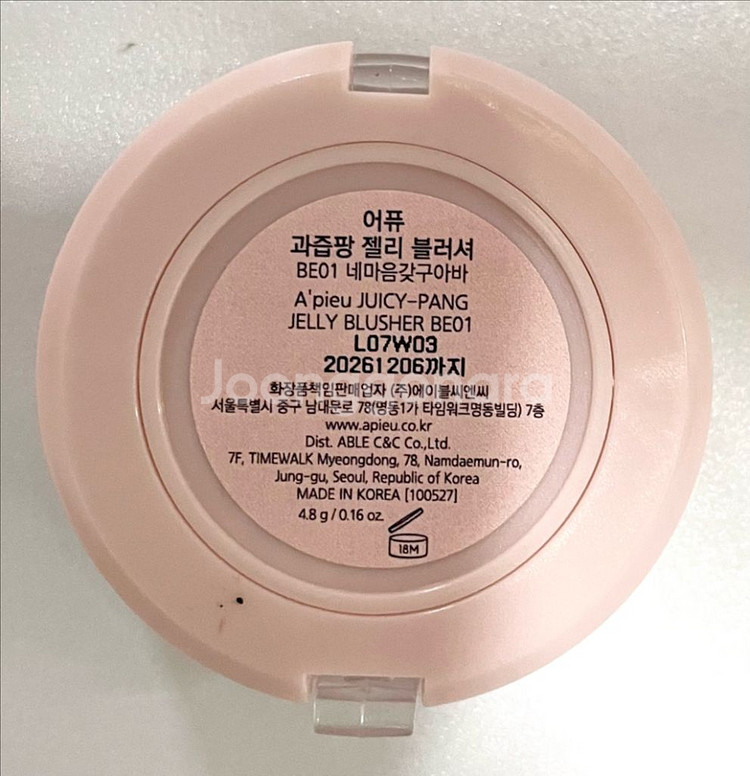 어퓨
과즙팡 젤리 블러셔
BE01 네마음갖구아바
A'pieu JUICY-PANG
JELLY BLUSHER BE01
L07W03
20261206까지
Joonggonara
화장품책임판매업자 (주)에이블씨엔씨
서울특별시 중구 남대문로 78(명동1가 타임워크명동빌딩) 7층
www.apieu.co.kr
Dist. ABLE C&C Co.,Ltd.
7F, TIMEWALK Myeongdong, 78, Namdaemun-ro,
Jung-gu, Seoul, Republic of Korea
MADE IN KOREA [100527]
4.8 g / 0.16 oz.
18M